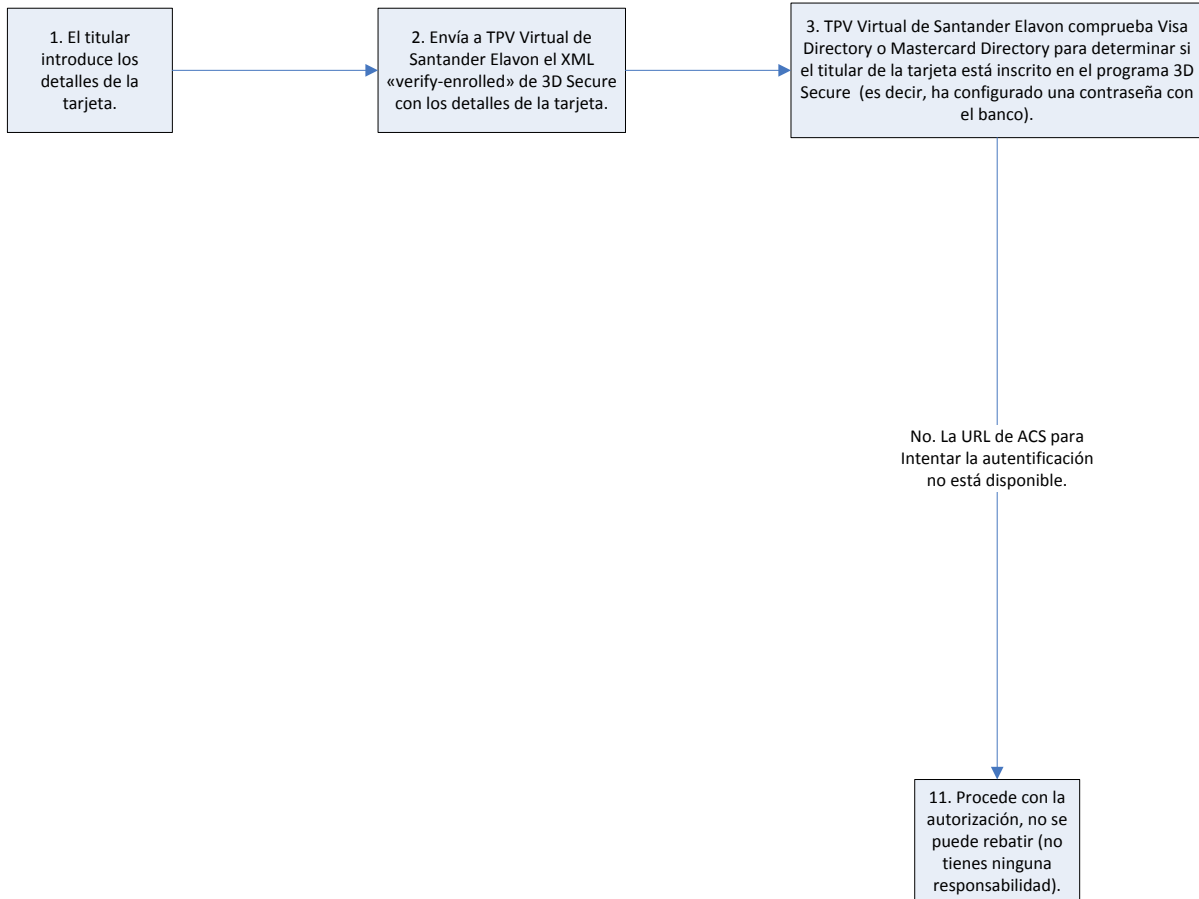 1. El titular
introduce los
detalles de la
tarjeta.
2. Envía a TPV Virtual de
Santander Elavon el XML
«verify-enrolled» de 3D Secure
con los detalles de la tarjeta.
3. TPV Virtual de Santander Elavon comprueba Visa
Directory o Mastercard Directory para determinar si
el titular de la tarjeta está inscrito en el programa 3D
Secure (es decir, ha configurado una contraseña con
el banco).
No. La URL de ACS para
Intentar la autentificación
no está disponible.
11. Procede con la
autorización, no se
puede rebatir (no
tienes ninguna
responsabilidad).